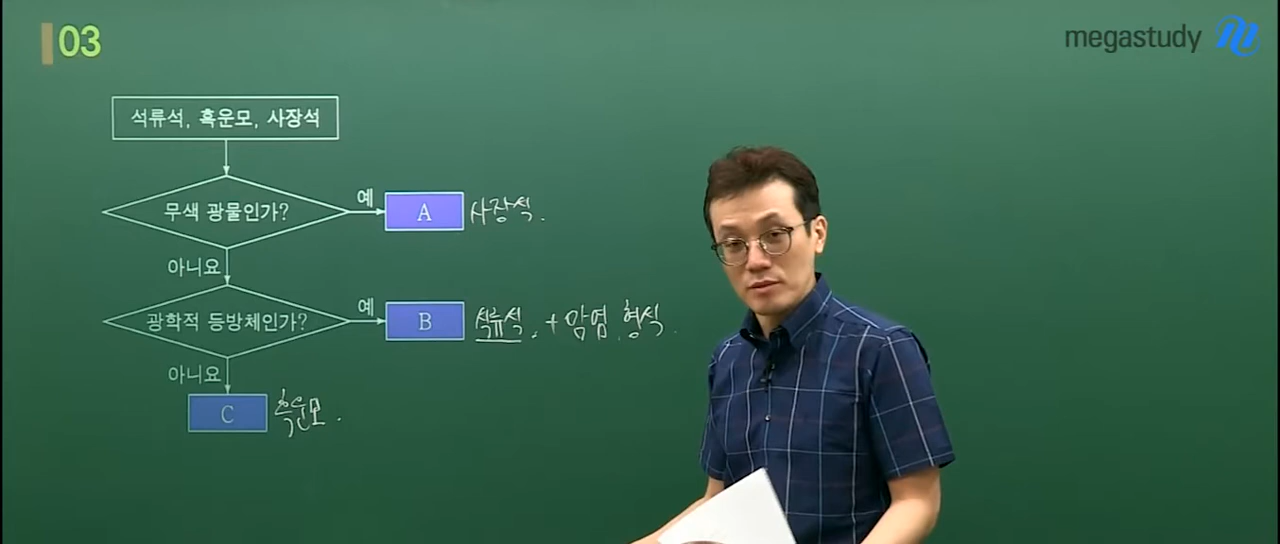 03
megastudy
석류석, 흑운모, 사장석
무색 광물인가?
예
A
사장석.
아니요
광학적 등방체인가?
예
B
석류석. + 암염 형석.
아니요
C
흑운모.